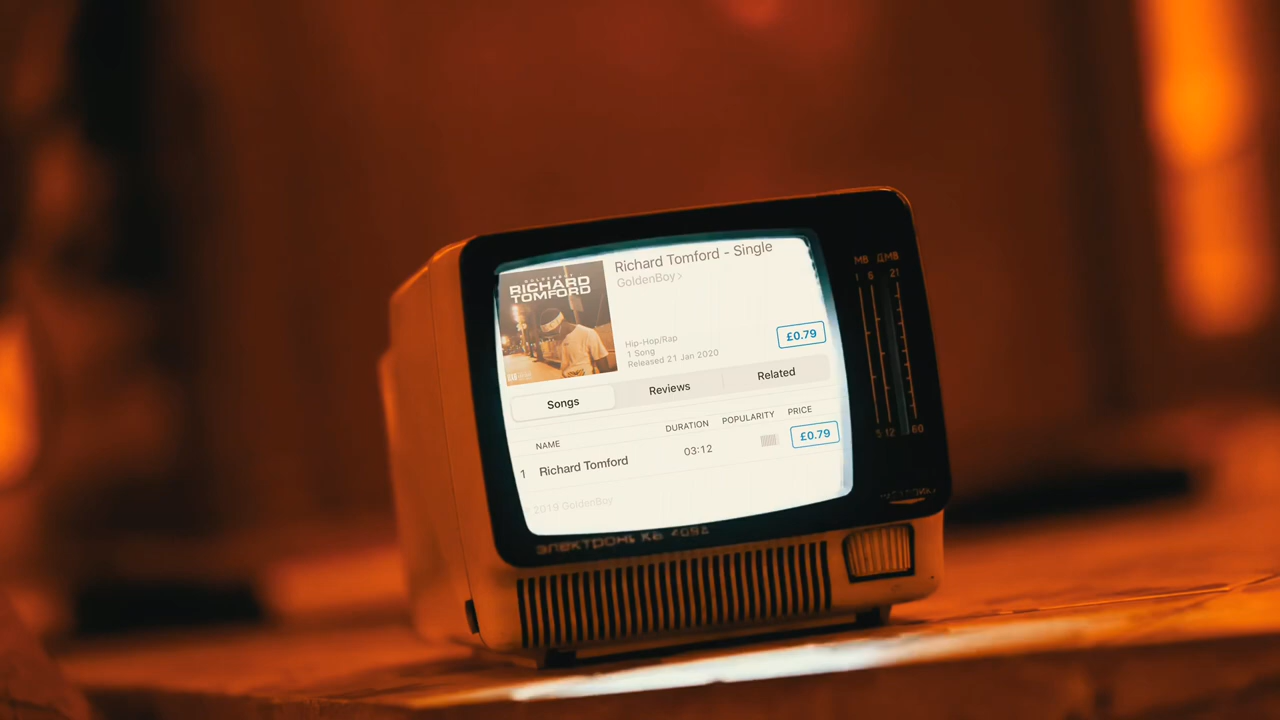 GOLDENBOY
RICHARD
TOMFORD
Richard Tomford - Single
GoldenBoy >
Hip-Hop/Rap
1 Song
Released 21 Jan 2020
£0.79
Songs
Reviews
Related
NAME
DURATION
POPULARITY
PRICE
1
Richard Tomford
03:12
£0.79
2019 GoldenBoy
МВ ДМВ
1 6 21
5 12 60